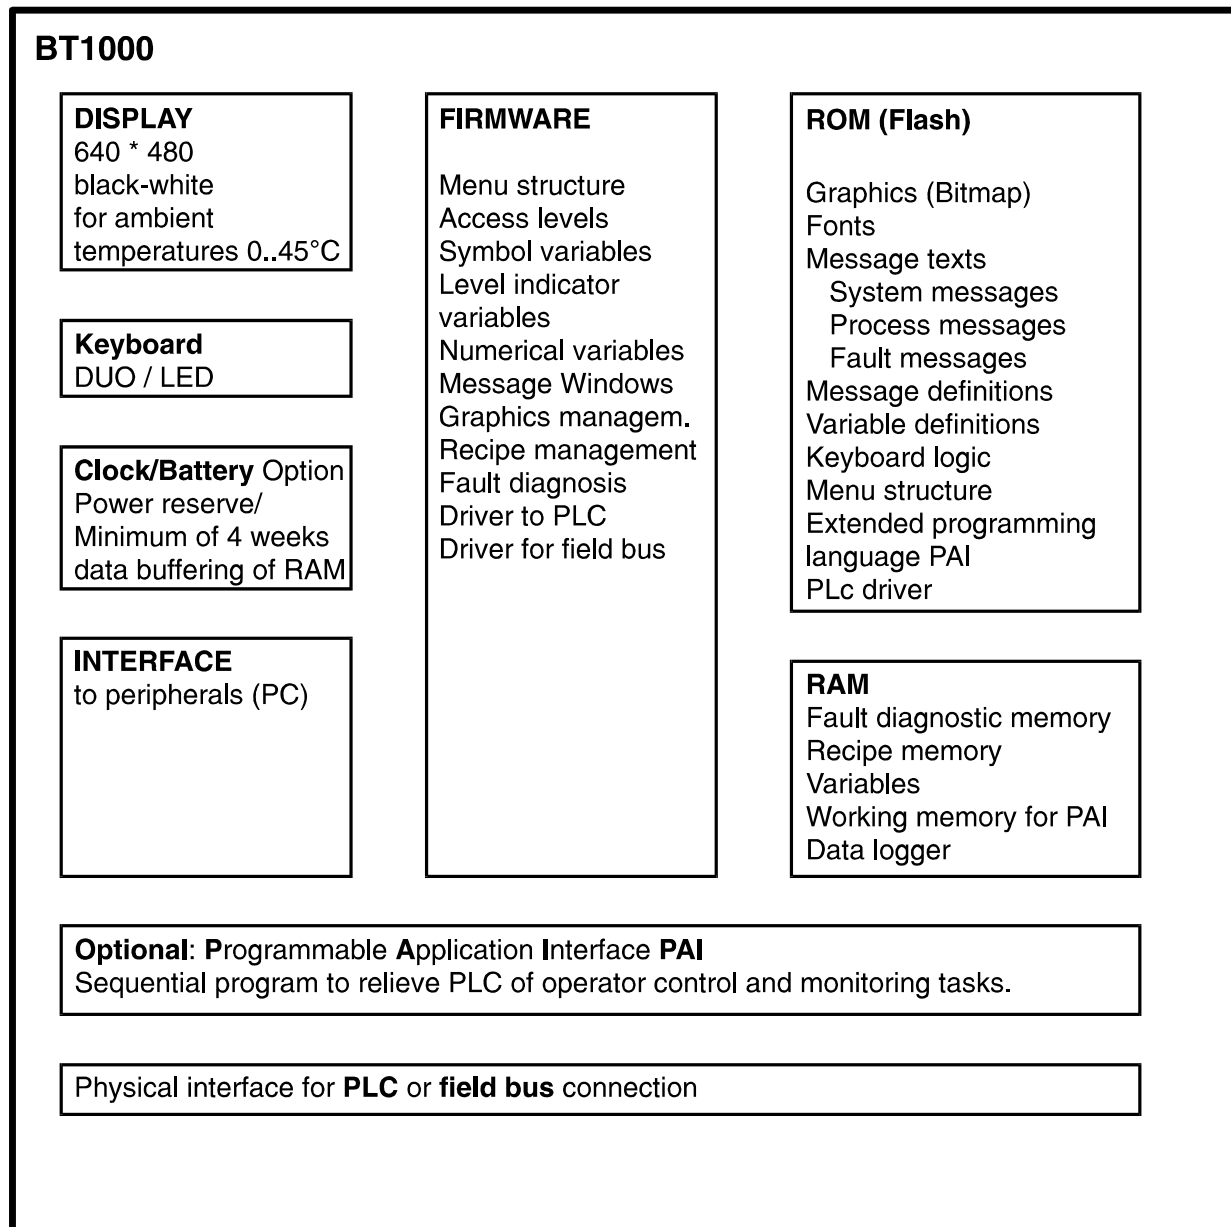 BT1000
DISPLAY
640 * 480
black-white
for ambient
temperatures 0..45°C
Keyboard
DUO / LED
Clock/Battery Option
Power reserve/
Minimum of 4 weeks
data buffering of RAM
INTERFACE
to peripherals (PC)
FIRMWARE
Menu structure
Access levels
Symbol variables
Level indicator
variables
Numerical variables
Message Windows
Graphics managem.
Recipe management
Fault diagnosis
Driver to PLC
Driver for field bus
ROM (Flash)
Graphics (Bitmap)
Fonts
Message texts
System messages
Process messages
Fault messages
Message definitions
Variable definitions
Keyboard logic
Menu structure
Extended programming
language PAI
PLc driver
RAM
Fault diagnostic memory
Recipe memory
Variables
Working memory for PAI
Data logger
Optional: Programmable Application Interface PAI
Sequential program to relieve PLC of operator control and monitoring tasks.
Physical interface for PLC or field bus connection